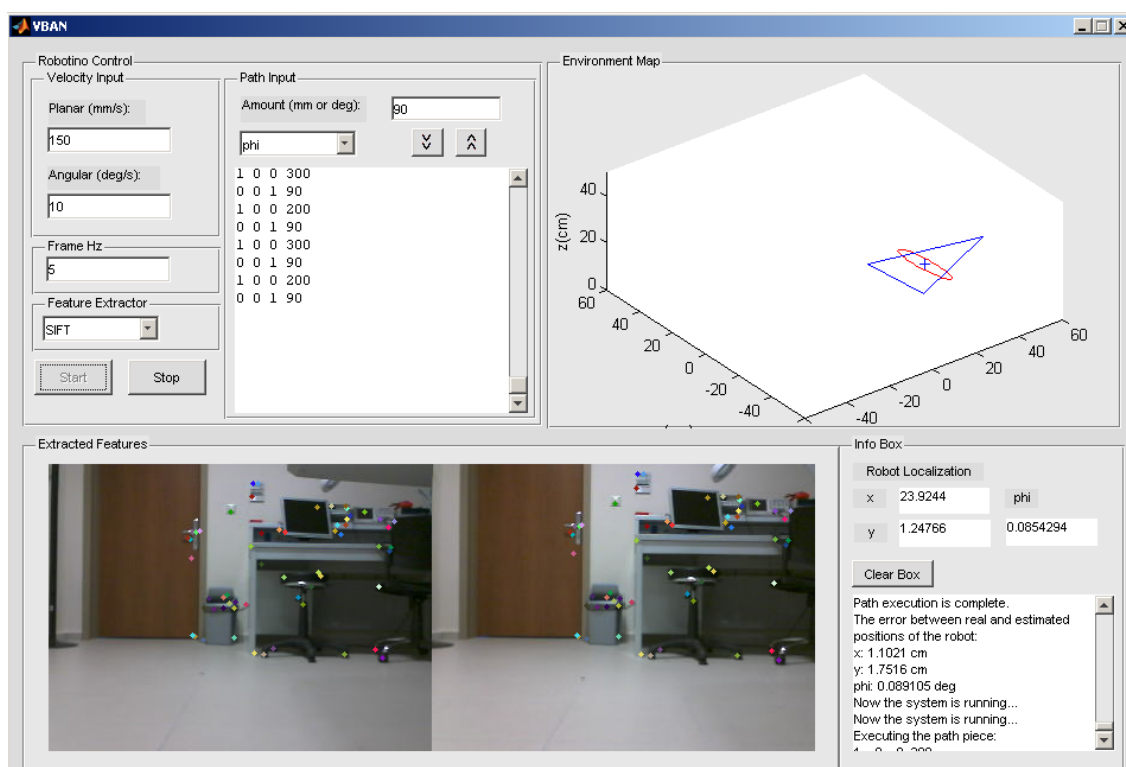 VBAN
Robotino Control
Velocity Input
Planar (mm/s):
150
Angular (deg/s):
10
Frame Hz
5
Feature Extractor
SIFT
Start
Stop
Path Input
Amount (mm or deg):
90
phi
1 0 0 300
0 0 1 90
1 0 0 200
0 0 1 90
1 0 0 300
0 0 1 90
1 0 0 200
0 0 1 90
Environment Map
z(cm)
40
20
0
60
40
20
0
-20
-40
-40
-20
0
20
40
60
Extracted Features
Info Box
Robot Localization
x
23.9244
phi
y
1.24766
0.0854294
Clear Box
Path execution is complete.
The error between real and estimated
positions of the robot:
x: 1.1021 cm
y: 1.7516 cm
phi: 0.089105 deg
Now the system is running...
Now the system is running...
Executing the path piece: